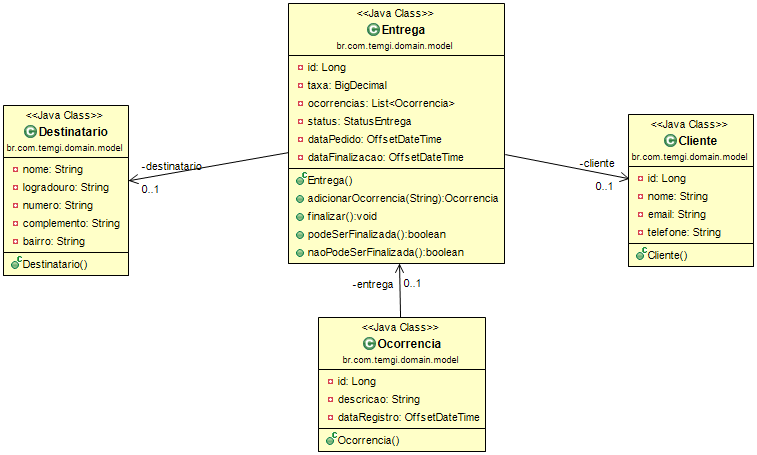 <<Java Class>>
Entrega
br.com.temgi.domain.model
id: Long
taxa: BigDecimal
ocorrencias: List<Ocorrencia>
status: StatusEntrega
dataPedido: OffsetDateTime
dataFinalizacao: OffsetDateTime
Entrega()
adicionarOcorrencia(String):Ocorrencia
finalizar():void
podeSerFinalizada():boolean
naoPodeSerFinalizada():boolean
<<Java Class>>
Destinatario
br.com.temgi.domain.model
nome: String
logradouro: String
numero: String
complemento: String
bairro: String
Destinatario()
-destinatario
0..1
-cliente
0..1
<<Java Class>>
Cliente
br.com.temgi.domain.model
id: Long
nome: String
email: String
telefone: String
Cliente()
-entrega
0..1
<<Java Class>>
Ocorrencia
br.com.temgi.domain.model
id: Long
descricao: String
dataRegistro: OffsetDateTime
Ocorrencia()